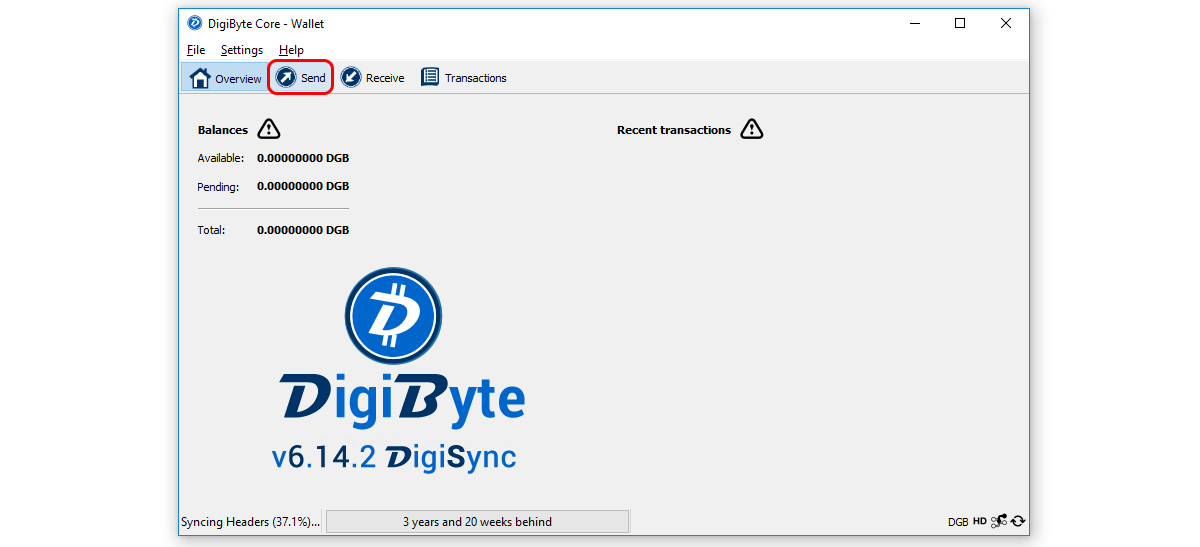 DigiByte Core - Wallet
File Settings Help
Overview Send Receive Transactions
Balances Recent transactions
Available: 0.00000000 DGB
Pending: 0.00000000 DGB
Total: 0.00000000 DGB
DigiByte
v6.14.2 DigiSync
Syncing Headers (37.1%)... 3 years and 20 weeks behind DGB HD